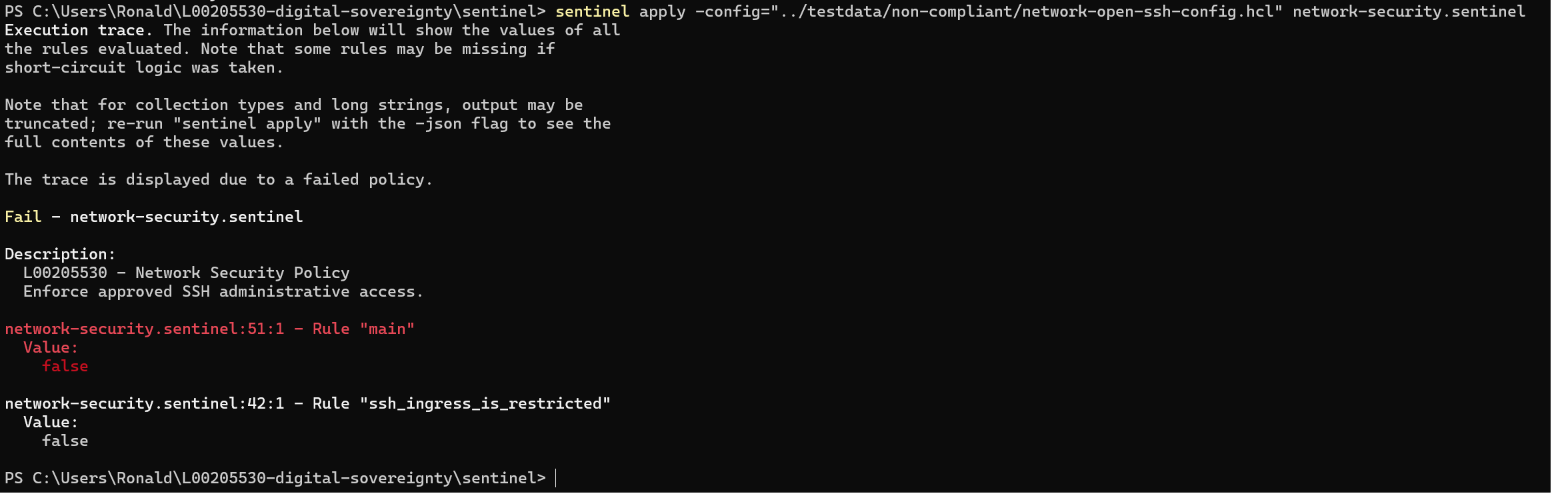 PS C:\Users\Ronald\L00205530-digital-sovereignty\sentinel> sentinel apply -config="../testdata/non-compliant/network-open-ssh-config.hcl" network-security.sentinel
Execution trace. The information below will show the values of all
the rules evaluated. Note that some rules may be missing if
short-circuit logic was taken.
Note that for collection types and long strings, output may be
truncated; re-run "sentinel apply" with the -json flag to see the
full contents of these values.
The trace is displayed due to a failed policy.
Fail - network-security.sentinel
Description:
L00205530 - Network Security Policy
Enforce approved SSH administrative access.
network-security.sentinel:51:1 - Rule "main"
Value:
false
network-security.sentinel:42:1 - Rule "ssh_ingress_is_restricted"
Value:
false
PS C:\Users\Ronald\L00205530-digital-sovereignty\sentinel>